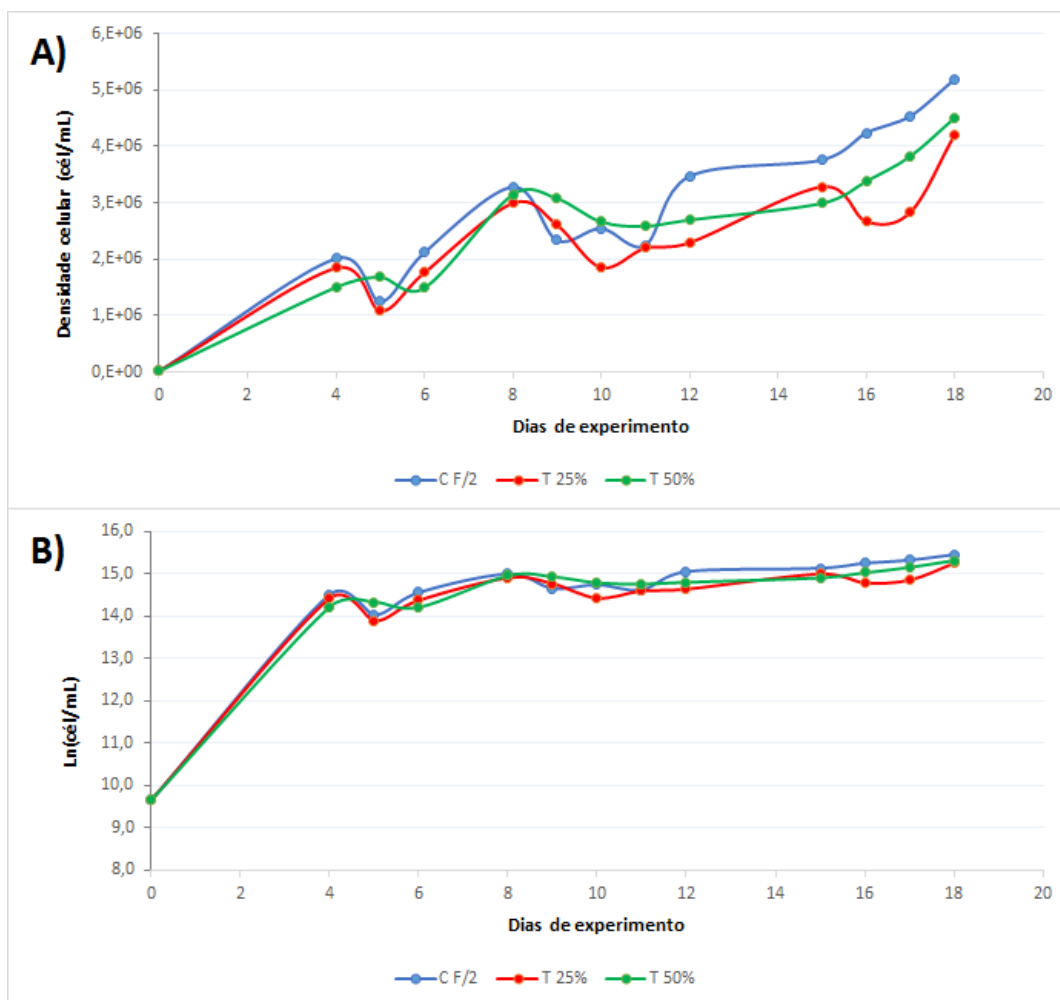 A)
Densidade celular (cél/mL)
6,E+06
5,E+06
4,E+06
3,E+06
2,E+06
1,E+06
0,E+00
0 2 4 6 8 10 12 14 16 18 20
Dias de experimento
C F/2 T 25% T 50%
B)
Ln(cél/mL)
16,0
15,0
14,0
13,0
12,0
11,0
10,0
9,0
8,0
0 2 4 6 8 10 12 14 16 18 20
Dias de experimento
C F/2 T 25% T 50%